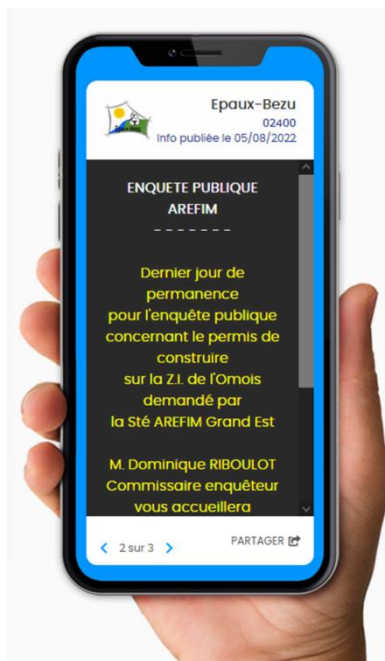 Epaux-Bezu
02400
Info publiée le 05/08/2022
Epaux-Bezu
ENQUETE PUBLIQUE
AREFIM
- - - - - - -
Dernier jour de
permanence
pour l'enquête publique
concernant le permis de
construire
sur la Z.I. de l'Omois
demandé par
la Sté AREFIM Grand Est
M. Dominique RIBOULOT
Commissaire enquêteur
vous accueillera
2 sur 3
PARTAGER